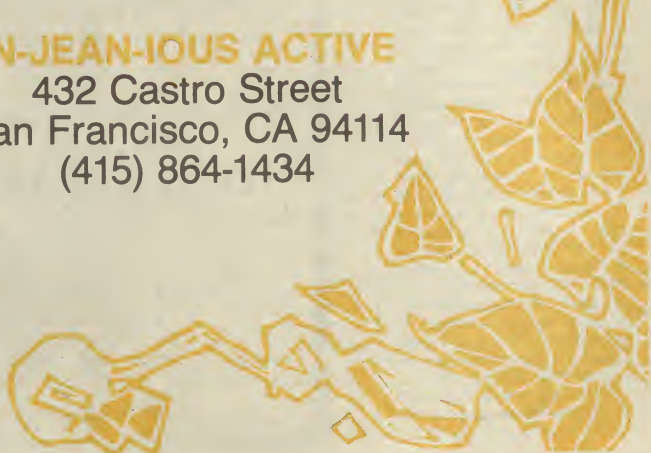 N-JEAN-IOUS ACTIVE
432 Castro Street
an Francisco, CA 94114
(415) 864-1434